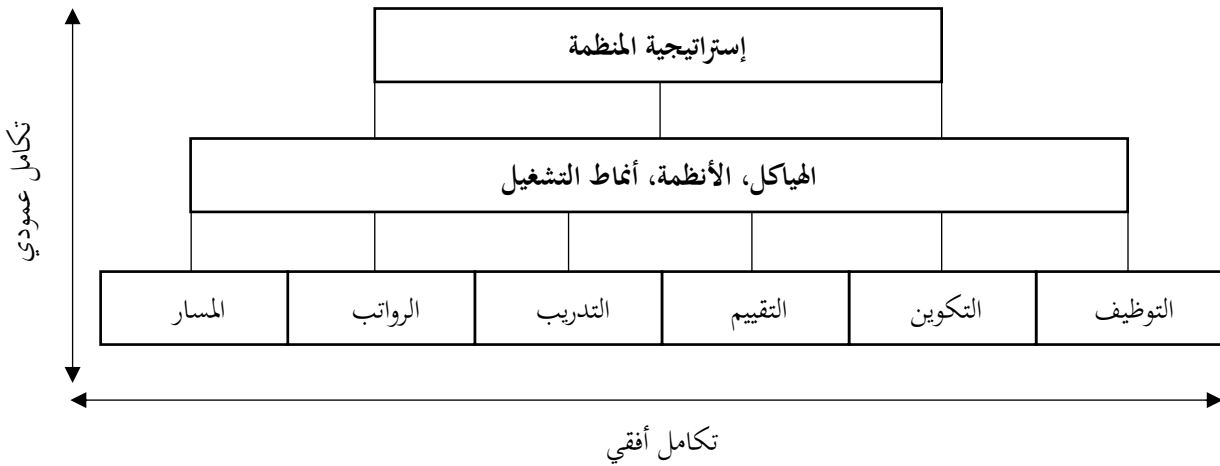 إستراتيجية المنظمة
الهياكل، الأنظمة، أنماط التشغيل
التوظيف
التكوين
التقييم
التدريب
الرواتب
المسار
تكامل عمودي
تكامل أفقي